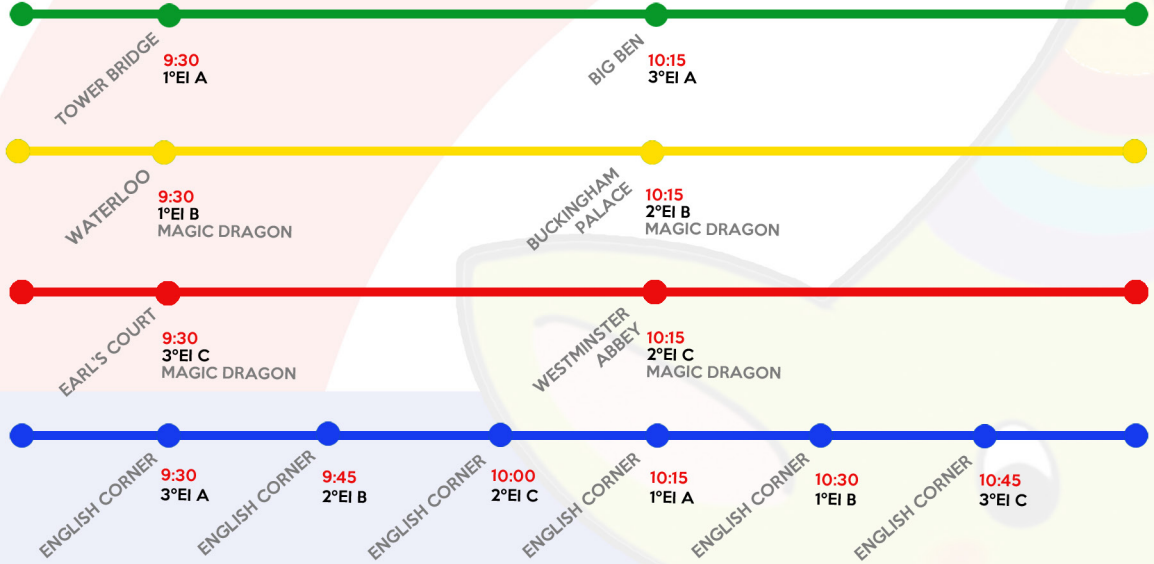 TOWER BRIDGE
9:30
1ºEI A
BIG BEN
10:15
3ºEI A
WATERLOO
9:30
1ºEI B
MAGIC DRAGON
BUCKINGHAM
PALACE
10:15
2ºEI B
MAGIC DRAGON
EARL'S COURT
9:30
3ºEI C
MAGIC DRAGON
WESTMINSTER
ABBEY
10:15
2ºEI C
MAGIC DRAGON
ENGLISH CORNER
9:30
3ºEI A
ENGLISH CORNER
9:45
2ºEI B
ENGLISH CORNER
10:00
2ºEI C
ENGLISH CORNER
10:15
1ºEI A
ENGLISH CORNER
10:30
1ºEI B
ENGLISH CORNER
10:45
3ºEI C